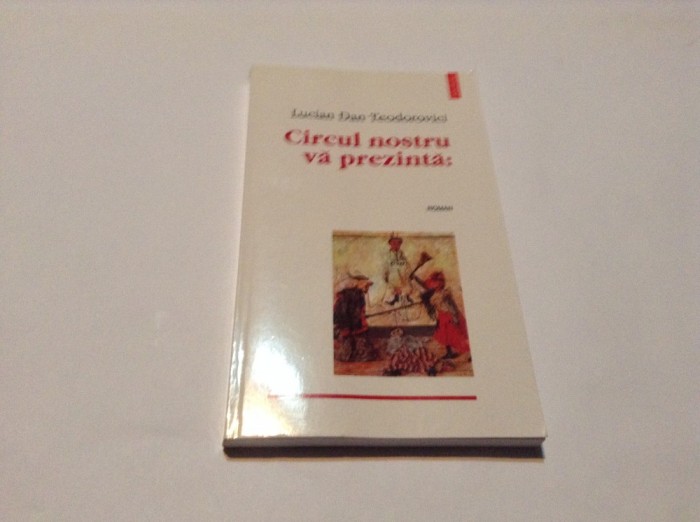 Lucian Dan Teodorovici
Circul nostru
vă prezintă:
ROMAN